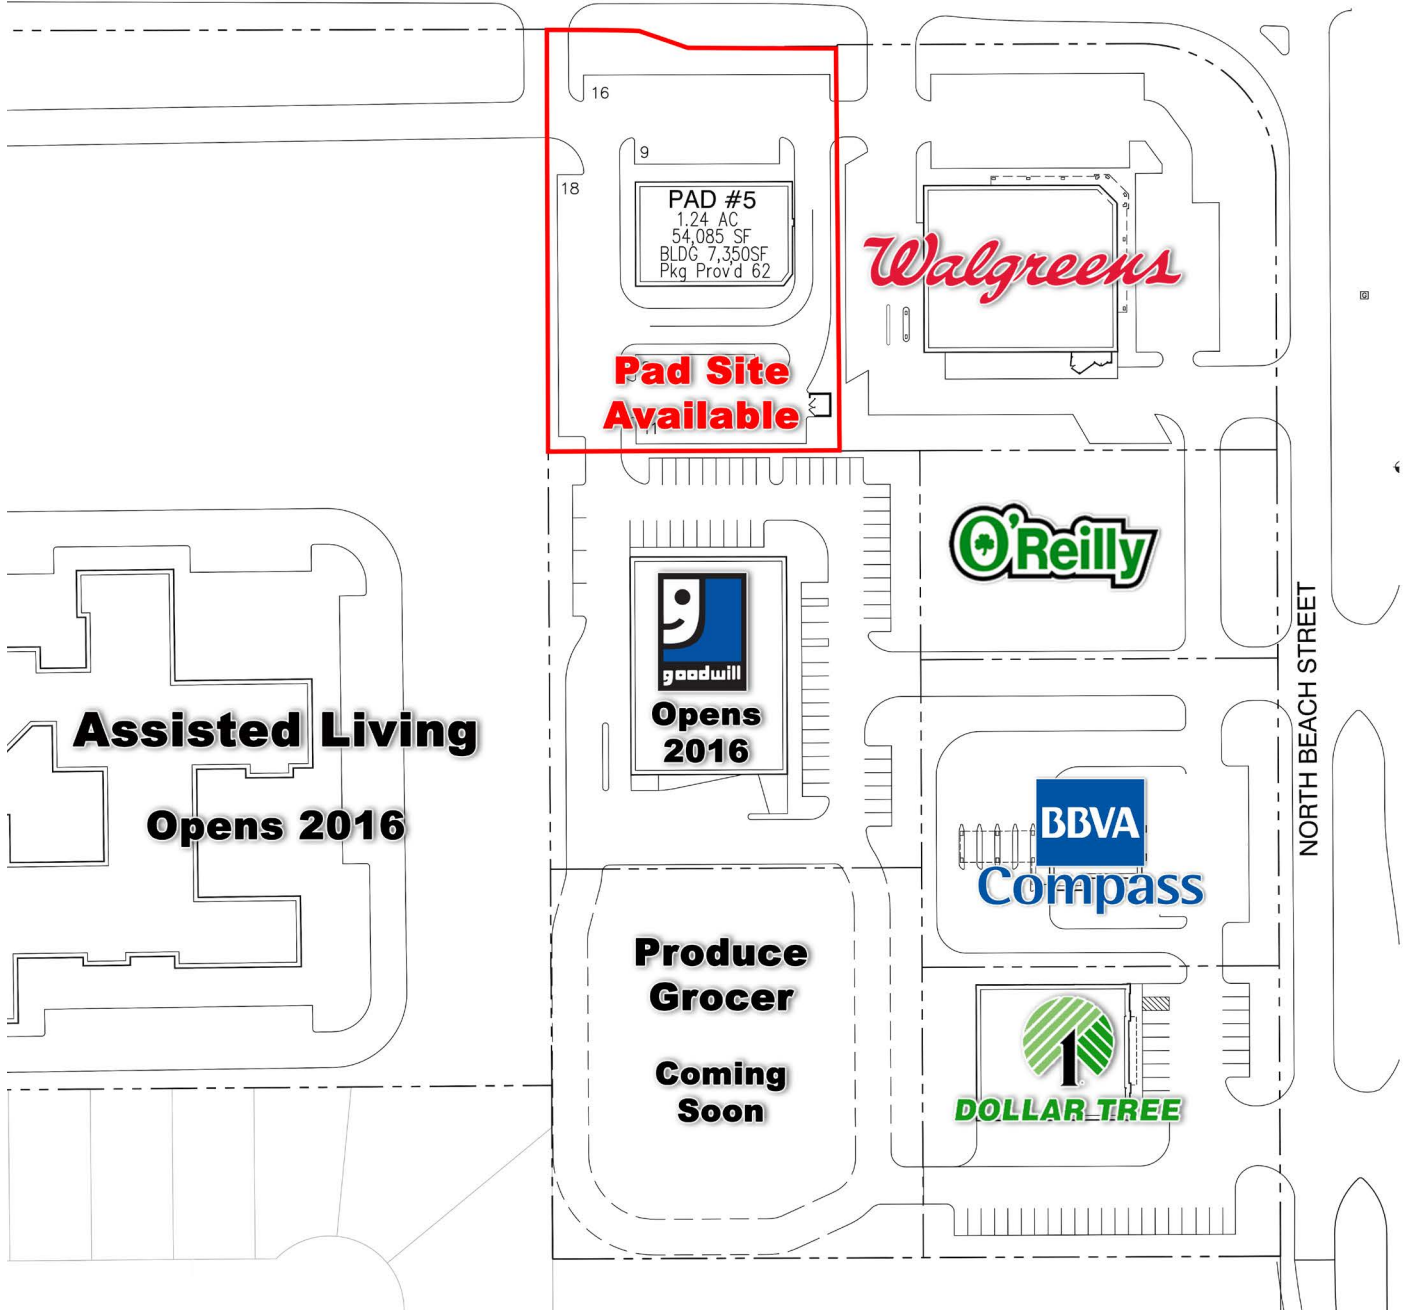 16
9
18
PAD #5
1.24 AC
54,085 SF
BLDG 7,350SF
Pkg Prov'd 62
Walgreens
Pad Site
Available
O'Reilly
goodwill
Opens
2016
NORTH BEACH STREET
Assisted Living
Opens 2016
BBVA
Compass
Produce
Grocer
Coming
Soon
1
DOLLAR TREE